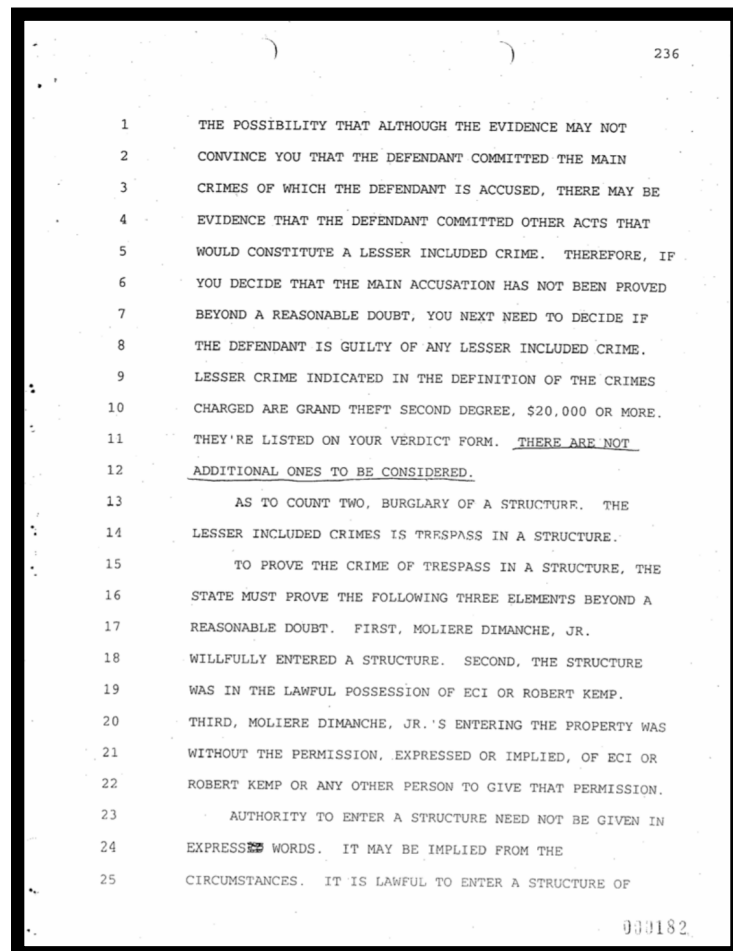 236
1 THE POSSIBILITY THAT ALTHOUGH THE EVIDENCE MAY NOT
2 CONVINCE YOU THAT THE DEFENDANT COMMITTED THE MAIN
3 CRIMES OF WHICH THE DEFENDANT IS ACCUSED, THERE MAY BE
4 EVIDENCE THAT THE DEFENDANT COMMITTED OTHER ACTS THAT
5 WOULD CONSTITUTE A LESSER INCLUDED CRIME. THEREFORE, IF
6 YOU DECIDE THAT THE MAIN ACCUSATION HAS NOT BEEN PROVED
7 BEYOND A REASONABLE DOUBT, YOU NEXT NEED TO DECIDE IF
8 THE DEFENDANT IS GUILTY OF ANY LESSER INCLUDED CRIME.
9 LESSER CRIME INDICATED IN THE DEFINITION OF THE CRIMES
10 CHARGED ARE GRAND THEFT SECOND DEGREE, $20,000 OR MORE.
11 THEY'RE LISTED ON YOUR VERDICT FORM. THERE ARE NOT
12 ADDITIONAL ONES TO BE CONSIDERED.
13 AS TO COUNT TWO, BURGLARY OF A STRUCTURE. THE
14 LESSER INCLUDED CRIMES IS TRESPASS IN A STRUCTURE.
15 TO PROVE THE CRIME OF TRESPASS IN A STRUCTURE, THE
16 STATE MUST PROVE THE FOLLOWING THREE ELEMENTS BEYOND A
17 REASONABLE DOUBT. FIRST, MOLIERE DIMANCHE, JR.
18 WILLFULLY ENTERED A STRUCTURE. SECOND, THE STRUCTURE
19 WAS IN THE LAWFUL POSSESSION OF ECI OR ROBERT KEMP.
20 THIRD, MOLIERE DIMANCHE, JR.'S ENTERING THE PROPERTY WAS
21 WITHOUT THE PERMISSION, EXPRESSED OR IMPLIED, OF ECI OR
22 ROBERT KEMP OR ANY OTHER PERSON TO GIVE THAT PERMISSION.
23 AUTHORITY TO ENTER A STRUCTURE NEED NOT BE GIVEN IN
24 EXPRESS WORDS. IT MAY BE IMPLIED FROM THE
25 CIRCUMSTANCES. IT IS LAWFUL TO ENTER A STRUCTURE OF
000182